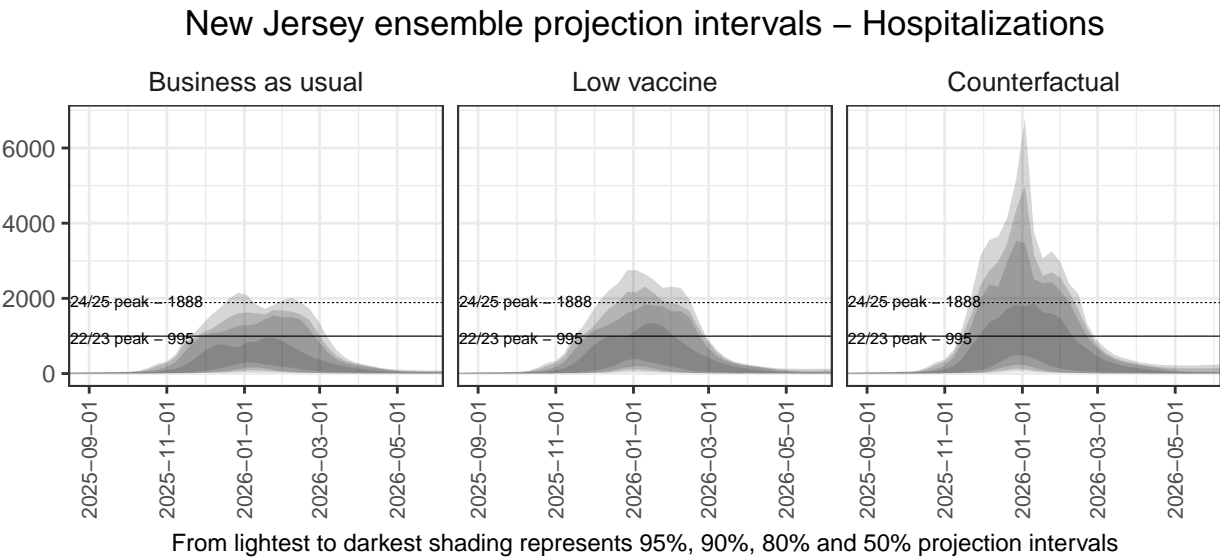 New Jersey ensemble projection intervals − Hospitalizations
Business as usual
Low vaccine
Counterfactual
6000
4000
2000
0
24/25 peak − 1888
22/23 peak − 995
24/25 peak − 1888
22/23 peak − 995
24/25 peak − 1888
22/23 peak − 995
2025−09−01
2025−11−01
2026−01−01
2026−03−01
2026−05−01
2025−09−01
2025−11−01
2026−01−01
2026−03−01
2026−05−01
2025−09−01
2025−11−01
2026−01−01
2026−03−01
2026−05−01
From lightest to darkest shading represents 95%, 90%, 80% and 50% projection intervals